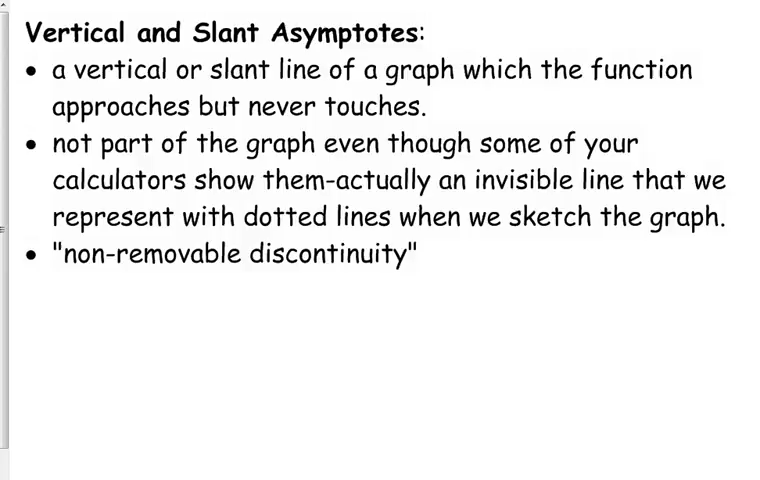 Vertical and Slant Asymptotes:
• a vertical or slant line of a graph which the function
approaches but never touches.
• not part of the graph even though some of your
calculators show them-actually an invisible line that we
represent with dotted lines when we sketch the graph.
• "non-removable discontinuity"